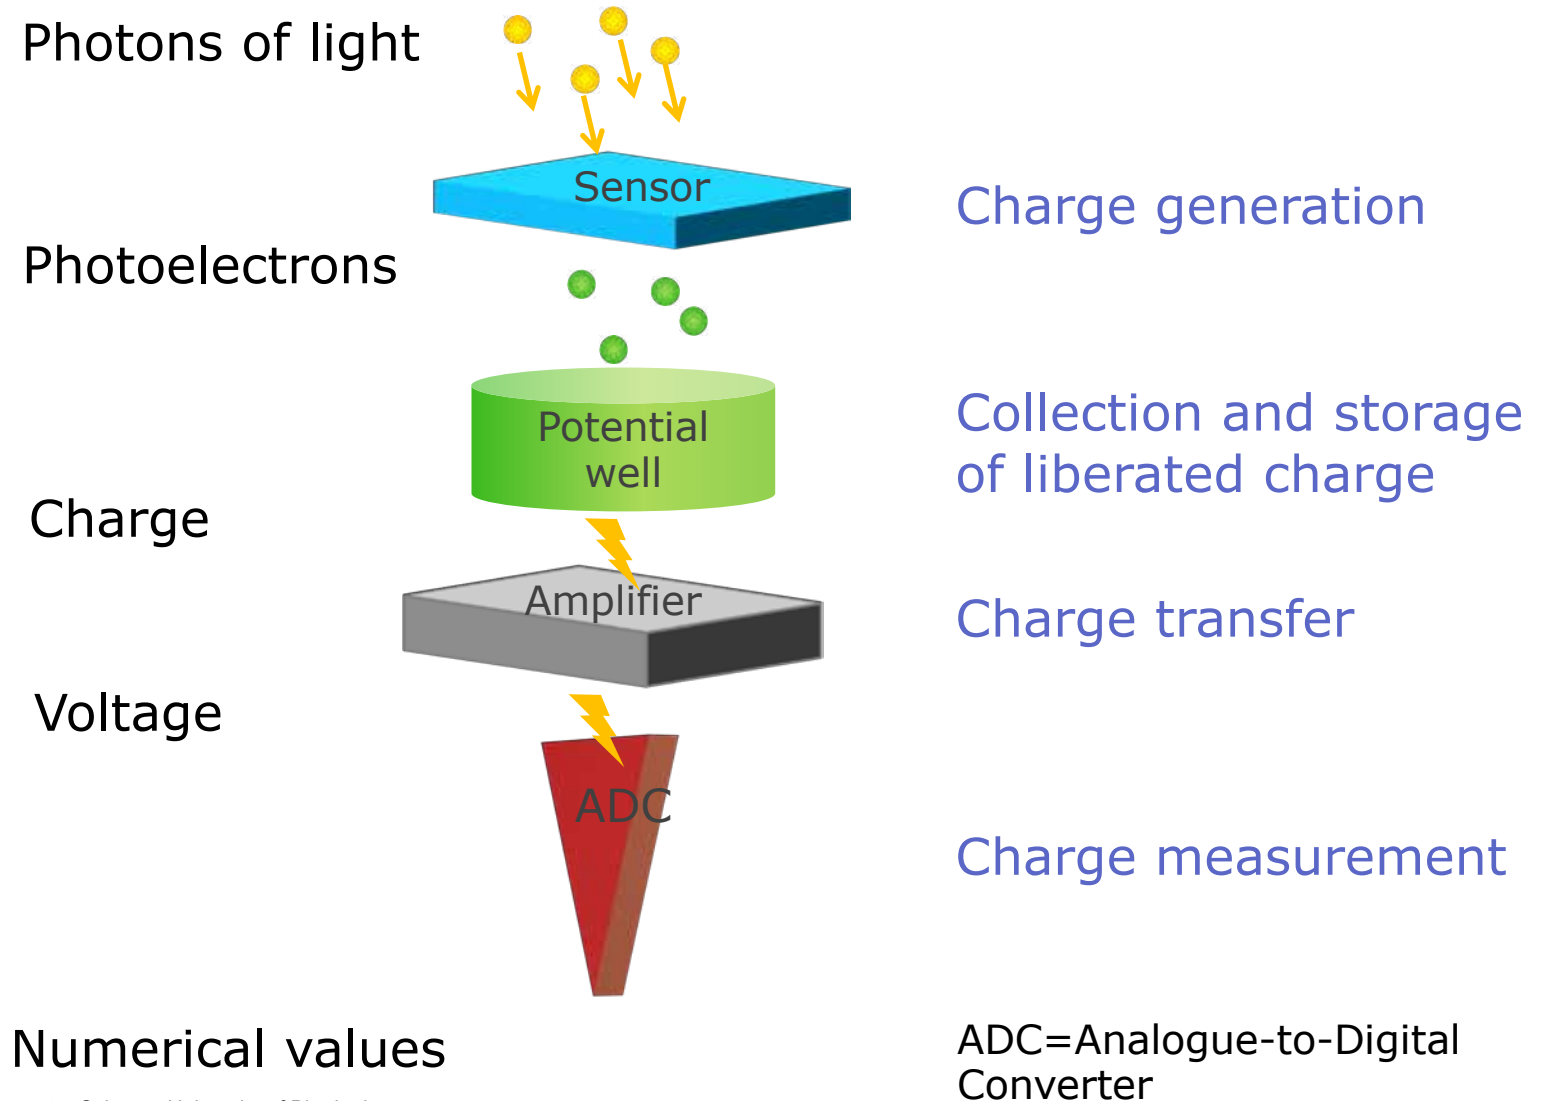 Photons of light
Sensor
Charge generation
Photoelectrons
Potential
well
Collection and storage
of liberated charge
Charge
Amplifier
Charge transfer
Voltage
ADC
Charge measurement
Numerical values
ADC=Analogue-to-Digital
Converter